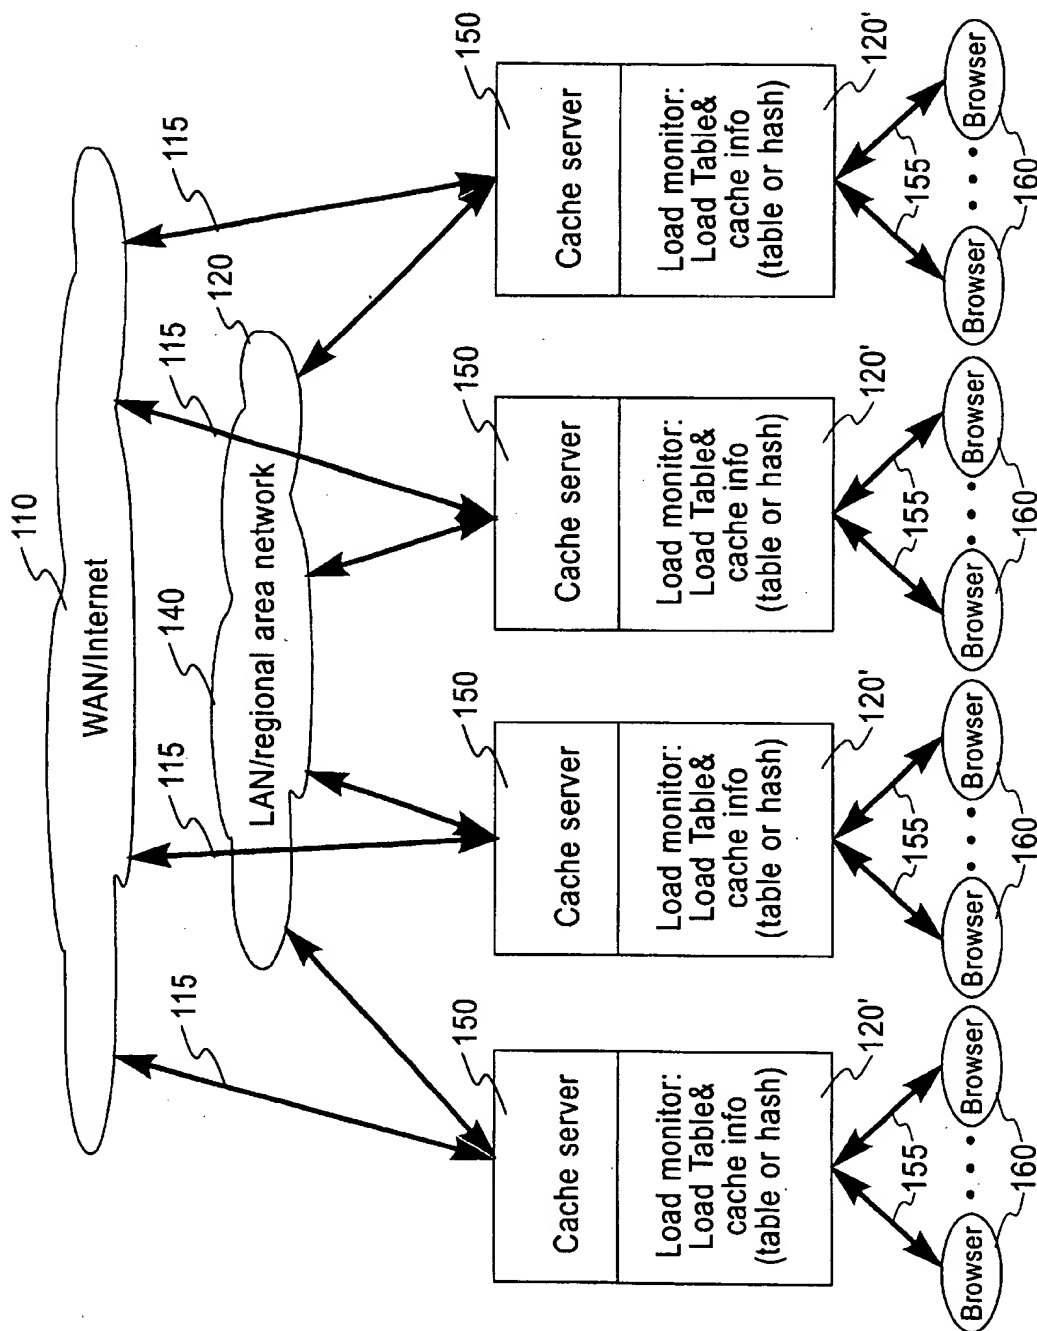 110
WAN/Internet
115
115
115
115
140
120
LAN/regional area network
150
Cache server
Load monitor:
Load Table&
cache info
(table or hash)
120'
155
Browser
Browser
160
150
Cache server
Load monitor:
Load Table&
cache info
(table or hash)
120'
155
Browser
Browser
160
150
Cache server
Load monitor:
Load Table&
cache info
(table or hash)
120'
155
Browser
Browser
160
150
Cache server
Load monitor:
Load Table&
cache info
(table or hash)
120'
155
Browser
Browser
160